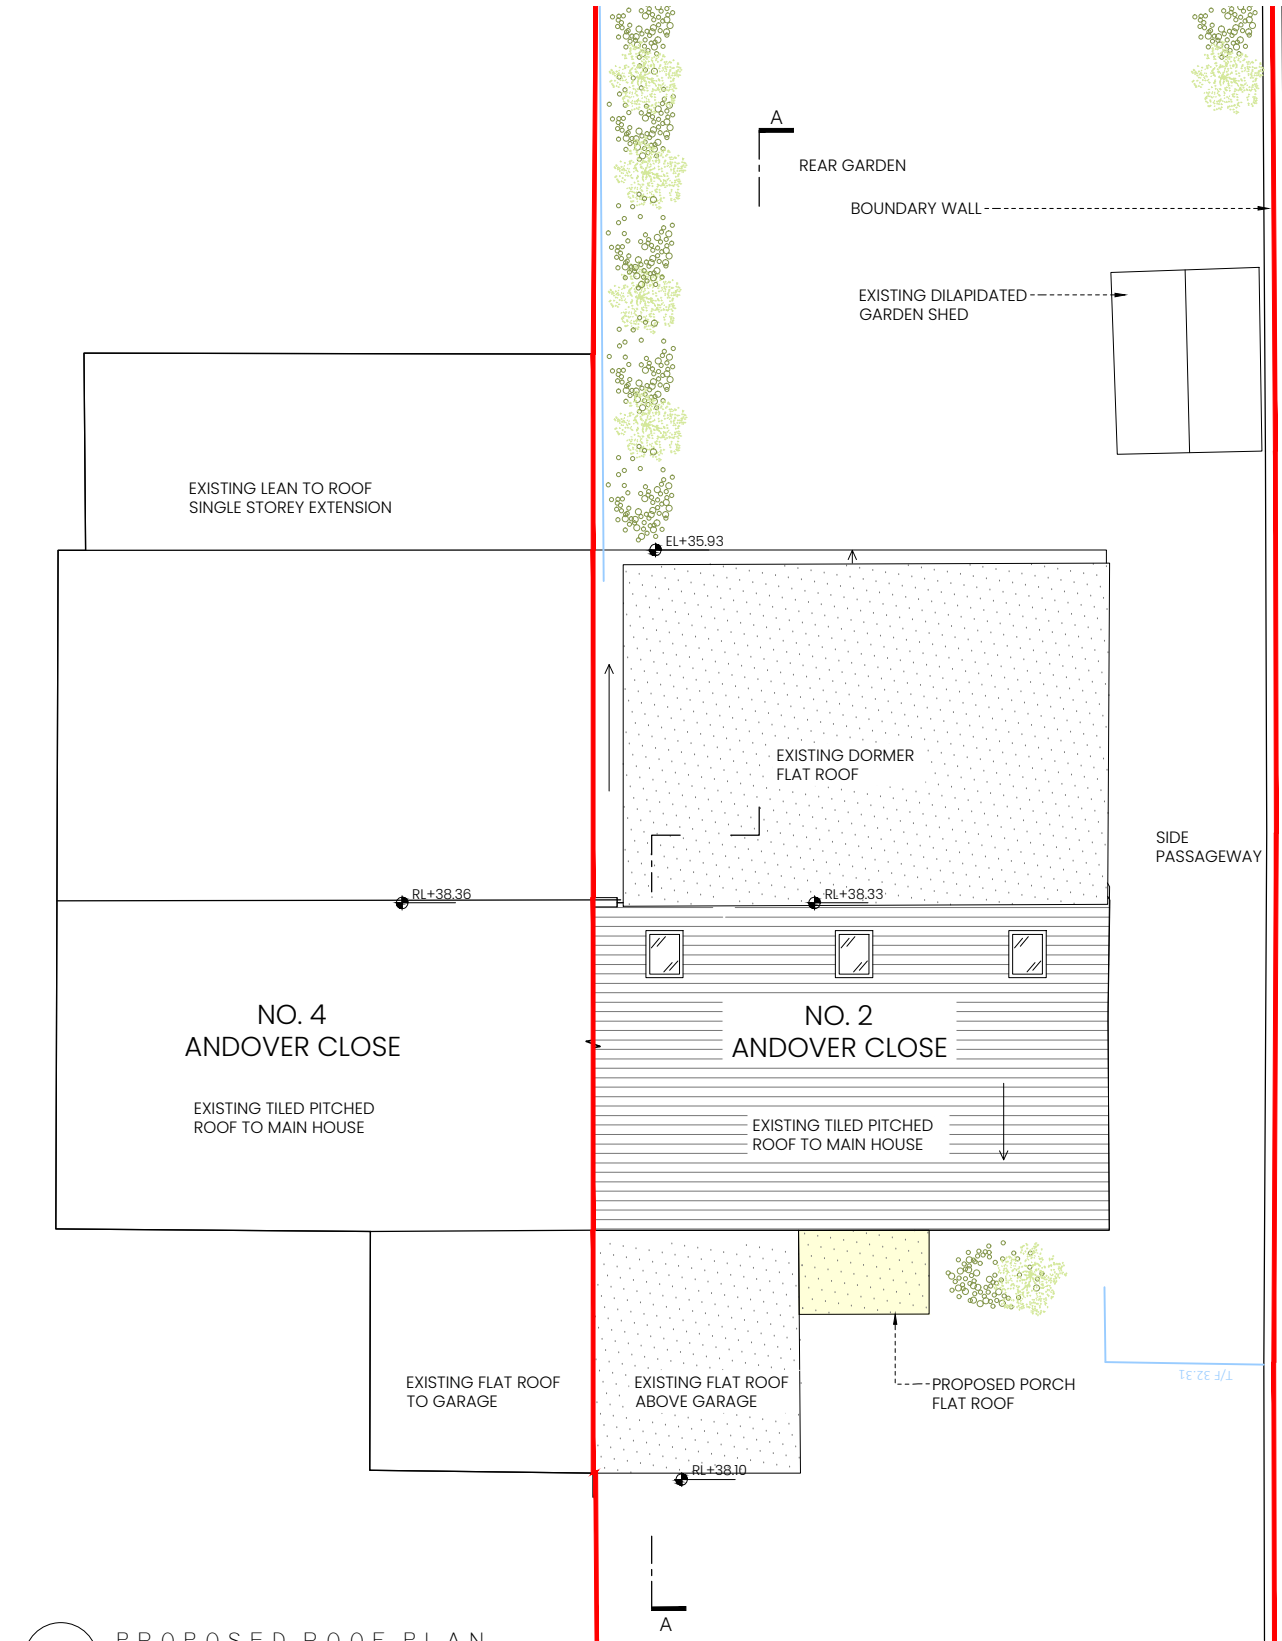 A
REAR GARDEN
BOUNDARY WALL
EXISTING DILAPIDATED
GARDEN SHED
EXISTING LEAN TO ROOF
SINGLE STOREY EXTENSION
EL+35.93
EXISTING DORMER
FLAT ROOF
SIDE
PASSAGEWAY
RL+38.36
RL+38.33
NO. 4
ANDOVER CLOSE
NO. 2
ANDOVER CLOSE
EXISTING TILED PITCHED
ROOF TO MAIN HOUSE
EXISTING TILED PITCHED
ROOF TO MAIN HOUSE
T/F 32.31
EXISTING FLAT ROOF
TO GARAGE
EXISTING FLAT ROOF
ABOVE GARAGE
PROPOSED PORCH
FLAT ROOF
RL+38.10
A
PROPOSED ROOF PLAN